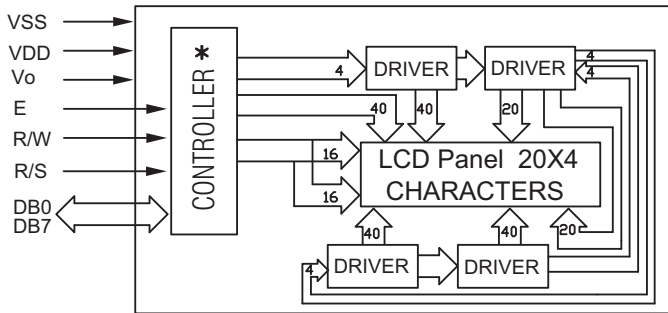 VSS
VDD
Vo
E
R/W
R/S
DB0
DB7
CONTROLLER *
4
DRIVER
DRIVER
4
4
40
40
20
16
16
LCD Panel 20X4
CHARACTERS
40
40
20
4
DRIVER
DRIVER